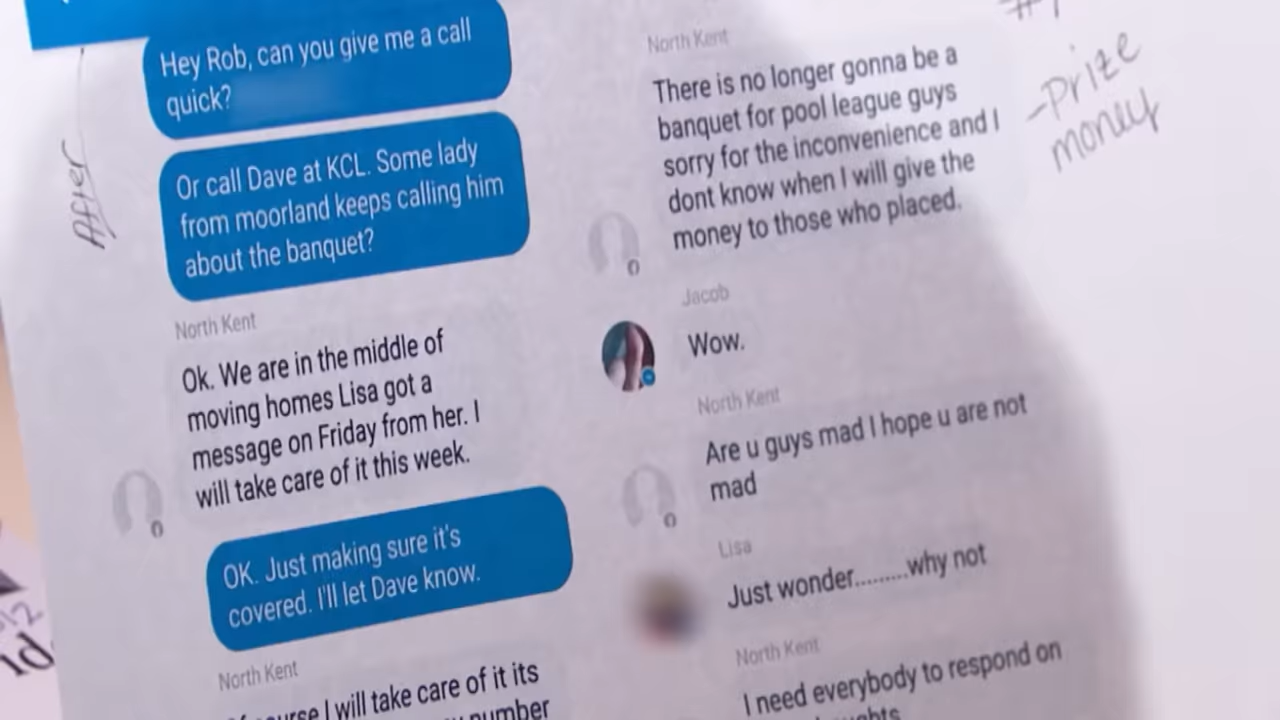 After
Hey Rob, can you give me a call
quick?
Or call Dave at KCL. Some lady
from moorland keeps calling him
about the banquet?
North Kent
Ok. We are in the middle of
moving homes Lisa got a
message on Friday from her. I
will take care of it this week.
OK. Just making sure it's
covered. I'll let Dave know.
North Kent
I will take care of it its
number
North Kent
There is no longer gonna be a
banquet for pool league guys
sorry for the inconvenience and I
dont know when I will give the
money to those who placed.
-Prize
money
Jacob
Wow.
North Kent
Are u guys mad I hope u are not
mad
Lisa
Just wonder.........why not
North Kent
I need everybody to respond on